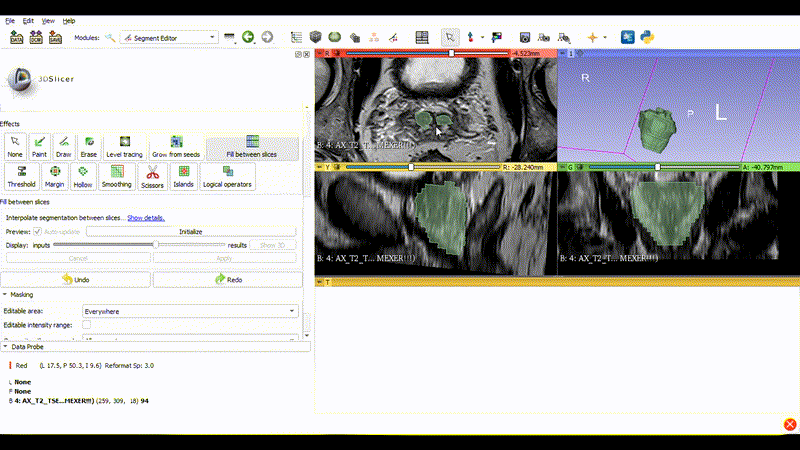 File Edit View Help
DATA DCM SAVE Modules: Segment Editor
3DSlicer
R -4.523mm 1
R P L
B: 4: AX_T2_T... MEXER!!!)
Effects
None Paint Draw Erase Level tracing Grow from seeds Fill between slices
Threshold Margin Hollow Smoothing Scissors Islands Logical operators
Y R: -28.240mm G A: -40.797mm
B: 4: AX_T2_T... MEXER!!!) B: 4: AX_T2_T... MEXER!!!)
Fill between slices
Interpolate segmentation between slices... Show details.
Preview: Auto-update Initialize
Display: inputs results Show 3D
Cancel Apply
Undo Redo
T
Masking
Editable area: Everywhere
Editable intensity range:
Data Probe
Red (L 17.5, P 50.3, I 9.6) Reformat Sp: 3.0
L None
F None
B 4: AX_T2_TSE...MEXER!!!) (259, 309, 18) 94